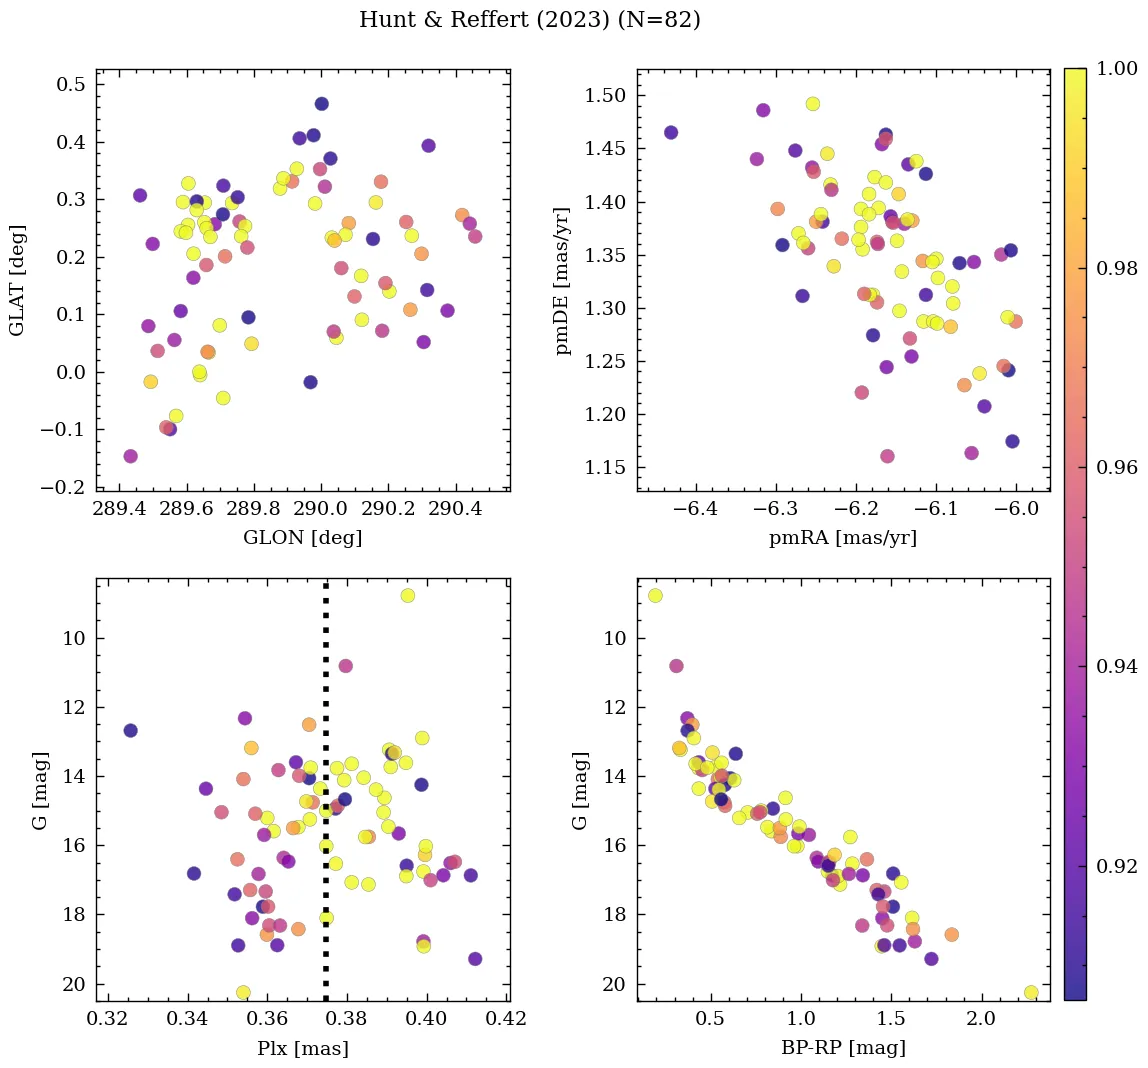 Hunt & Reffert (2023) (N=82)
0.5
0.4
0.3
0.2
0.1
0.0
−0.1
−0.2
GLAT [deg]
289.4 289.6 289.8 290.0 290.2 290.4
GLON [deg]
1.50
1.45
1.40
1.35
1.30
1.25
1.20
1.15
pmDE [mas/yr]
−6.4 −6.3 −6.2 −6.1 −6.0
pmRA [mas/yr]
10
12
14
16
18
20
G [mag]
0.32 0.34 0.36 0.38 0.40 0.42
Plx [mas]
10
12
14
16
18
20
G [mag]
0.5 1.0 1.5 2.0
BP-RP [mag]
1.00
0.98
0.96
0.94
0.92